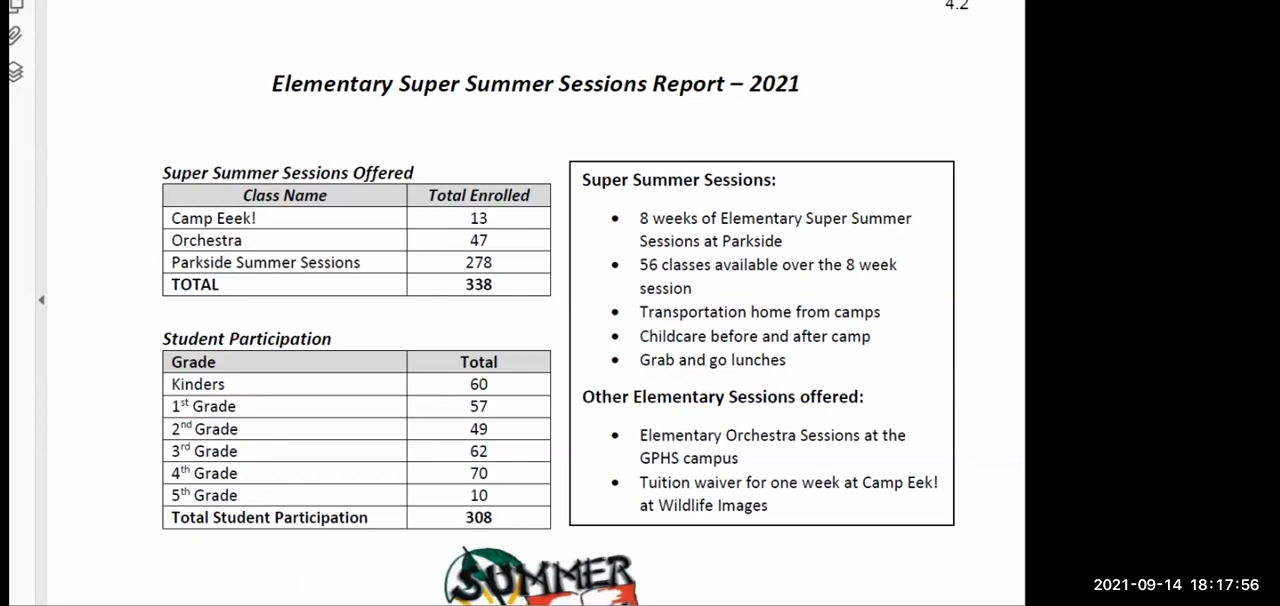 4.2
Elementary Super Summer Sessions Report – 2021
Super Summer Sessions Offered
Class Name Total Enrolled
Camp Eeek! 13
Orchestra 47
Parkside Summer Sessions 278
TOTAL 338
Student Participation
Grade Total
Kinders 60
1st Grade 57
2nd Grade 49
3rd Grade 62
4th Grade 70
5th Grade 10
Total Student Participation 308
Super Summer Sessions:
• 8 weeks of Elementary Super Summer
Sessions at Parkside
• 56 classes available over the 8 week
session
• Transportation home from camps
• Childcare before and after camp
• Grab and go lunches
Other Elementary Sessions offered:
• Elementary Orchestra Sessions at the
GPHS campus
• Tuition waiver for one week at Camp Eek!
at Wildlife Images
SUMMER
2021-09-14 18:17:56